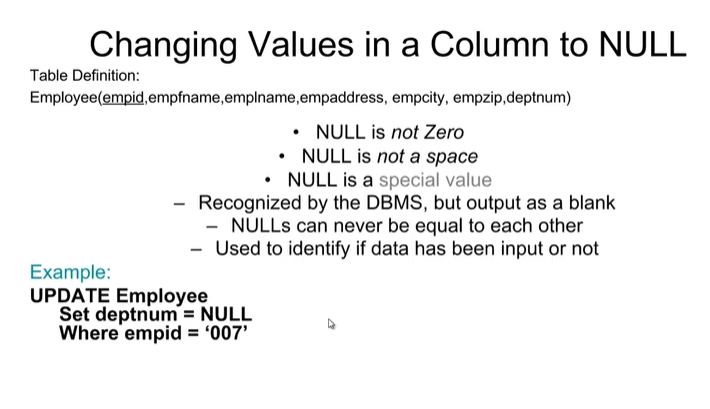 Changing Values in a Column to NULL
Table Definition:
Employee(empid,empfname,emplname,empaddress, empcity, empzip,deptnum)
• NULL is not Zero
• NULL is not a space
• NULL is a special value
– Recognized by the DBMS, but output as a blank
– NULLs can never be equal to each other
– Used to identify if data has been input or not
Example:
UPDATE Employee
Set deptnum = NULL
Where empid = ‘007’